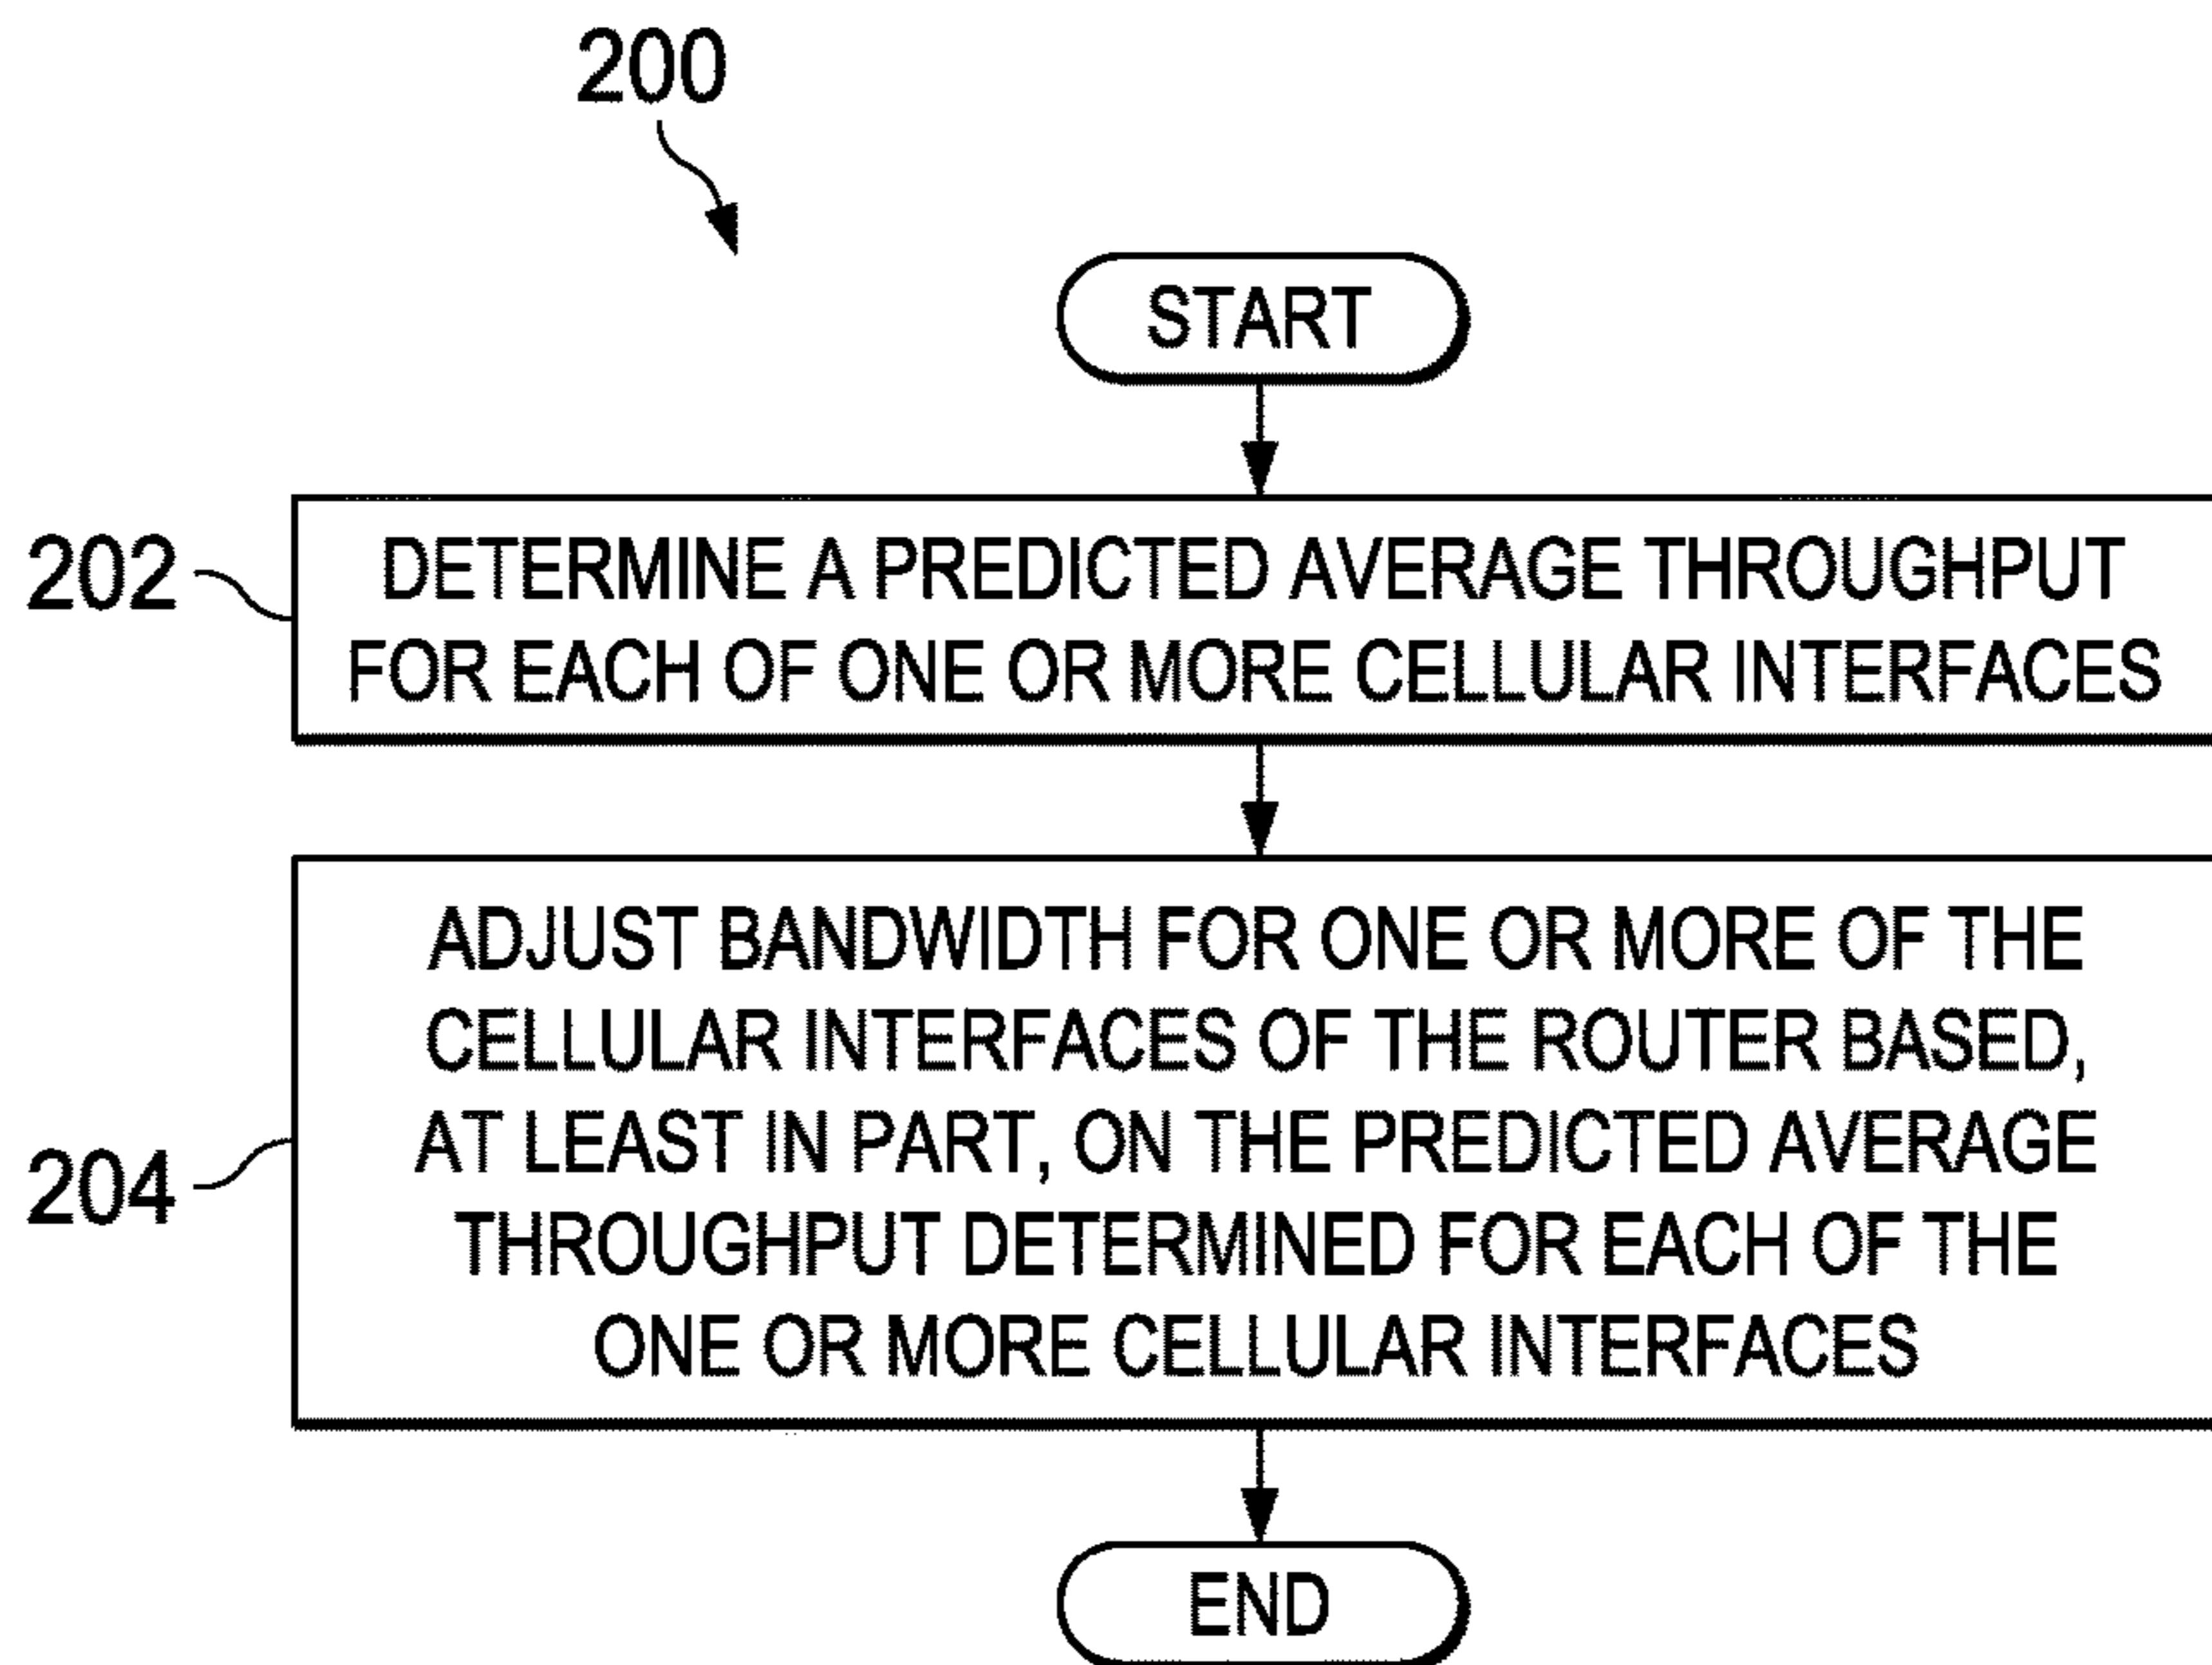 200
START
202
DETERMINE A PREDICTED AVERAGE THROUGHPUT
FOR EACH OF ONE OR MORE CELLULAR INTERFACES
ADJUST BANDWIDTH FOR ONE OR MORE OF THE
CELLULAR INTERFACES OF THE ROUTER BASED,
AT LEAST IN PART, ON THE PREDICTED AVERAGE
204
THROUGHPUT DETERMINED FOR EACH OF THE
ONE OR MORE CELLULAR INTERFACES
END